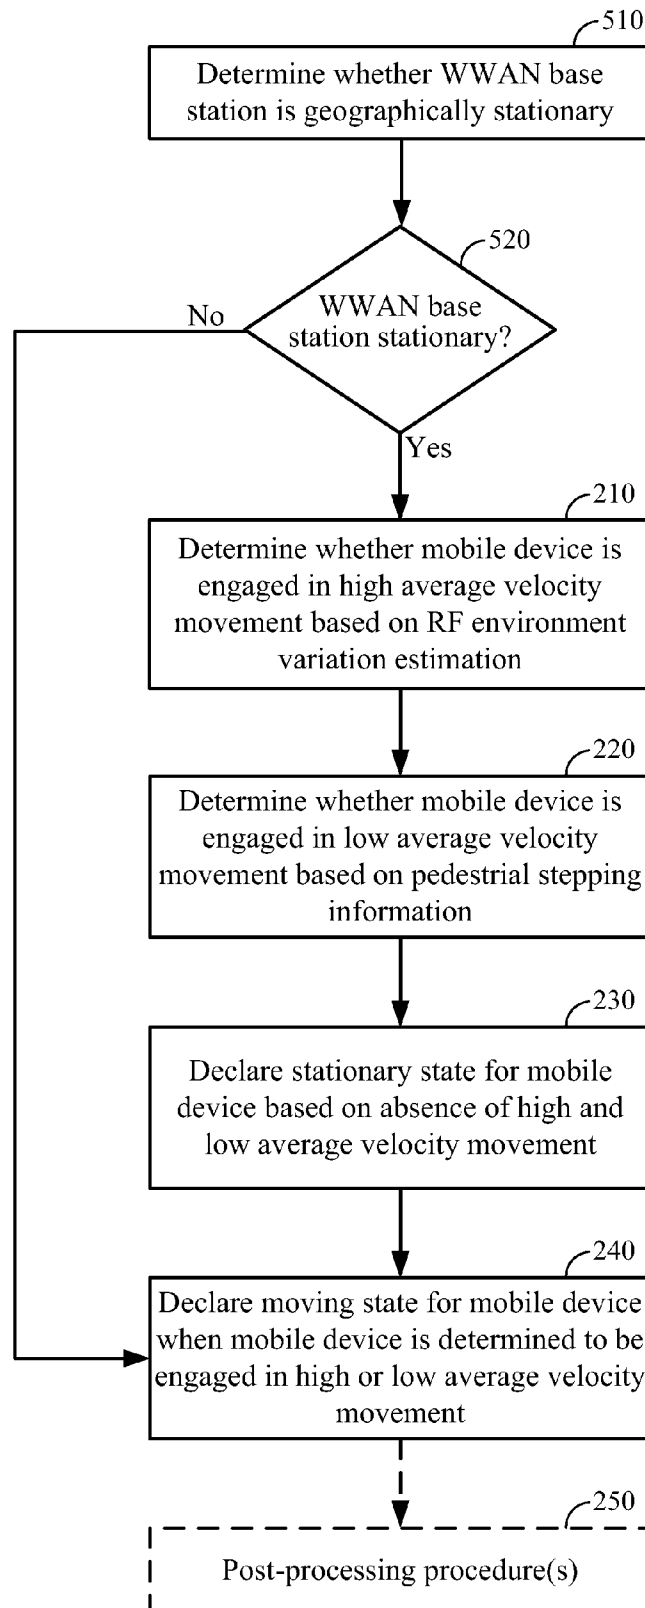 510
Determine whether WWAN base
station is geographically stationary
520
WWAN base
station stationary?
No
Yes
210
Determine whether mobile device is
engaged in high average velocity
movement based on RF environment
variation estimation
220
Determine whether mobile device is
engaged in low average velocity
movement based on pedestrial stepping
information
230
Declare stationary state for mobile
device based on absence of high and
low average velocity movement
240
Declare moving state for mobile device
when mobile device is determined to be
engaged in high or low average velocity
movement
250
Post-processing procedure(s)